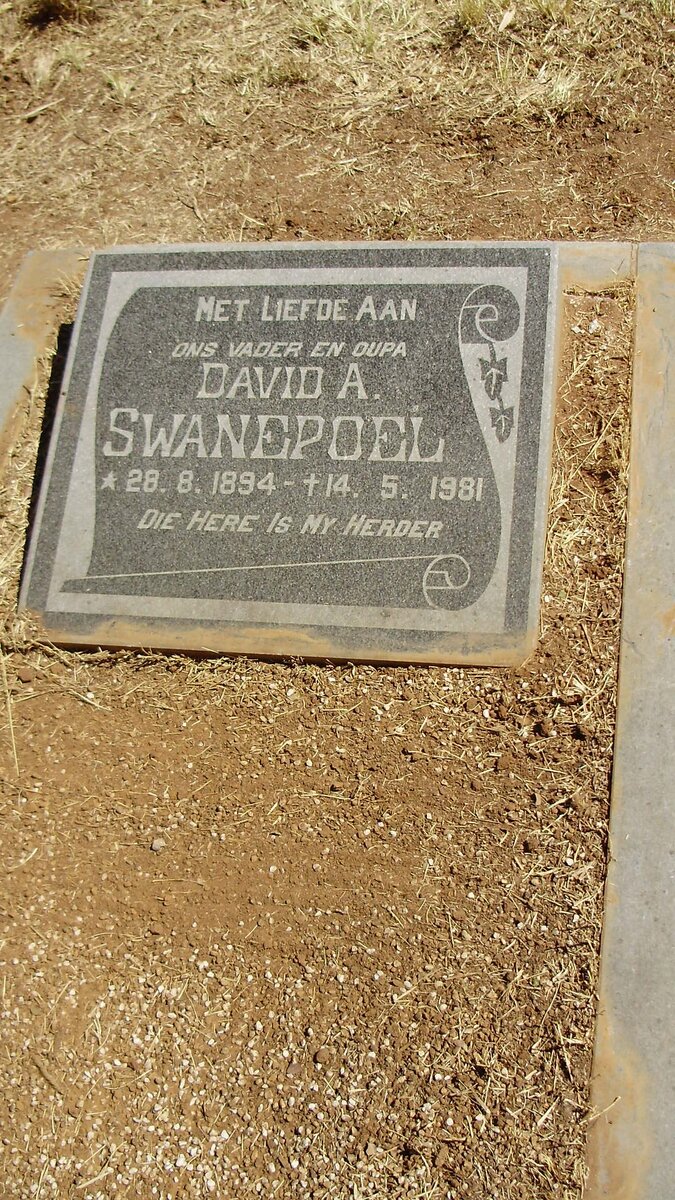 Met Liefde Aan
ons vader en oupa
David A.
Swanepoel
* 28. 8. 1894 - † 14. 5. 1981
Die Here Is My Herder